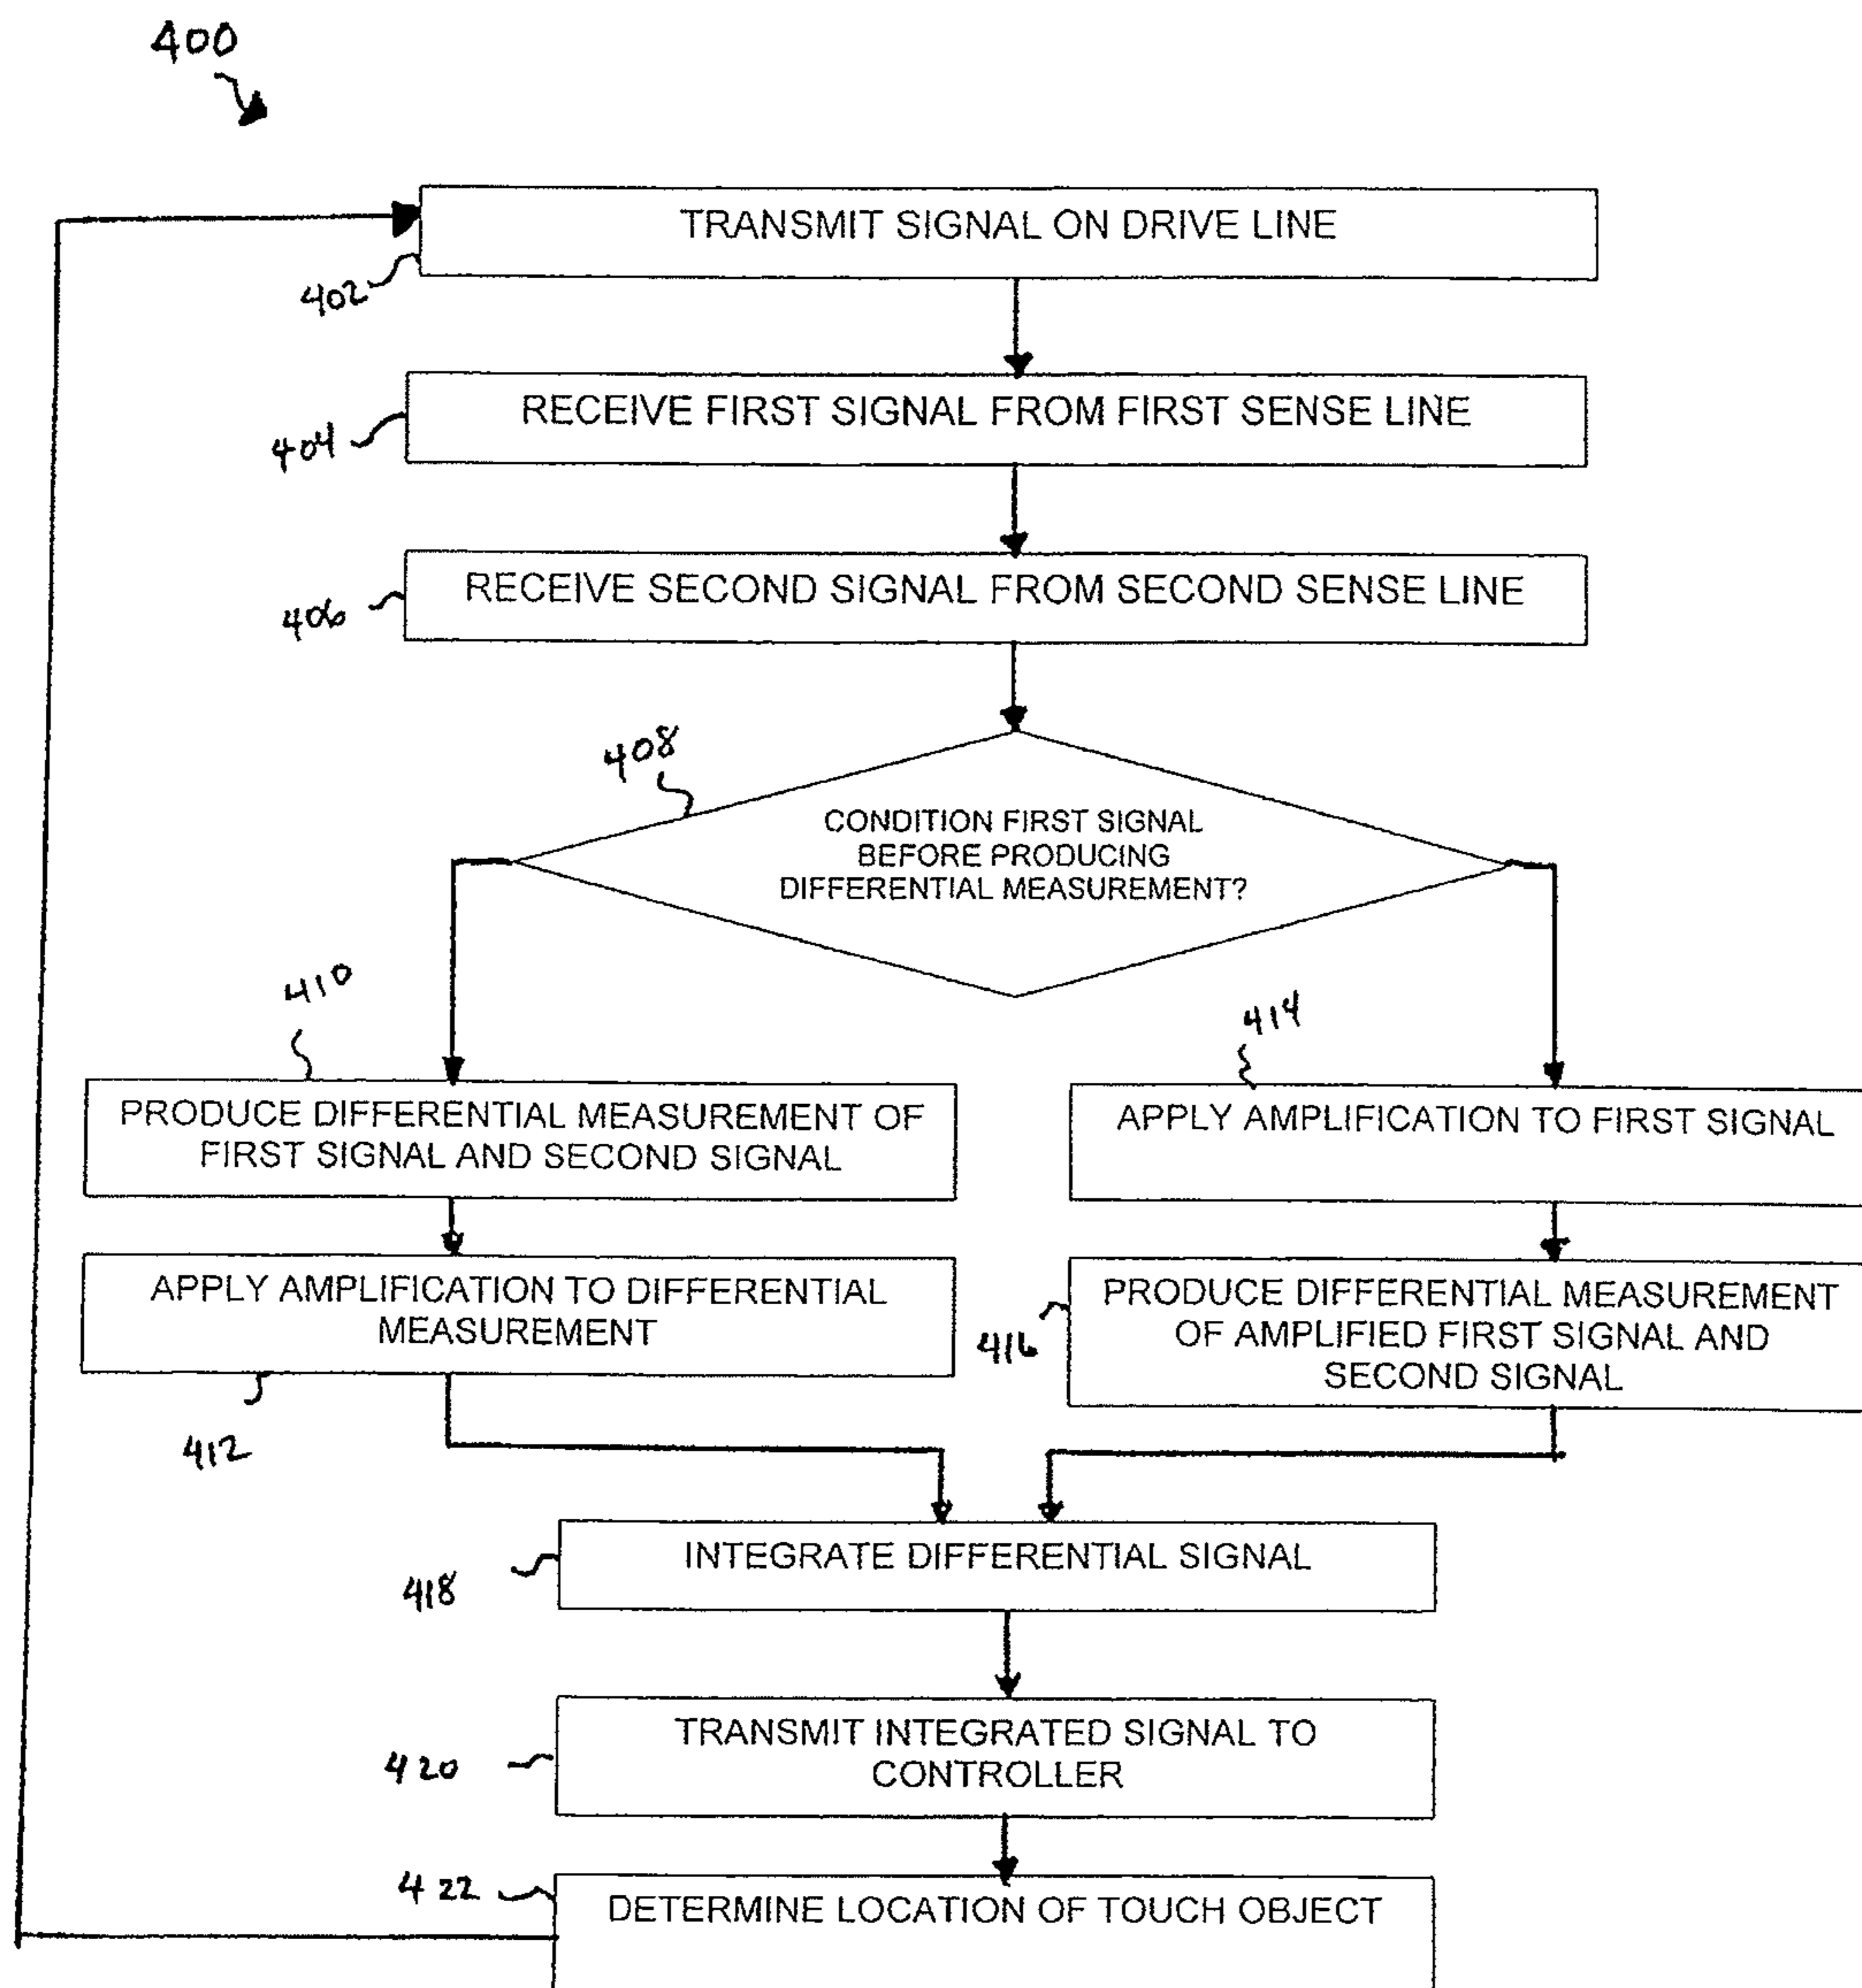 400
TRANSMIT SIGNAL ON DRIVE LINE
402
RECEIVE FIRST SIGNAL FROM FIRST SENSE LINE
404
RECEIVE SECOND SIGNAL FROM SECOND SENSE LINE
406
408
CONDITION FIRST SIGNAL
BEFORE PRODUCING
DIFFERENTIAL MEASUREMENT?
410
PRODUCE DIFFERENTIAL MEASUREMENT OF
FIRST SIGNAL AND SECOND SIGNAL
414
APPLY AMPLIFICATION TO FIRST SIGNAL
APPLY AMPLIFICATION TO DIFFERENTIAL
MEASUREMENT
412
PRODUCE DIFFERENTIAL MEASUREMENT
OF AMPLIFIED FIRST SIGNAL AND
SECOND SIGNAL
416
INTEGRATE DIFFERENTIAL SIGNAL
418
TRANSMIT INTEGRATED SIGNAL TO
CONTROLLER
420
422
DETERMINE LOCATION OF TOUCH OBJECT